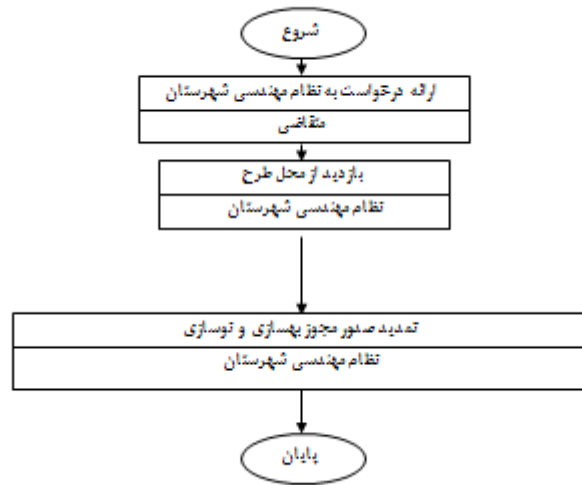 شروع
ارائه درخواست به نظام مهندسی شهرستان
متقاضی
بازدید از محل طرح
نظام مهندسی شهرستان
تمدید صدور مجوز بهسازی و نوسازی
نظام مهندسی شهرستان
پایان